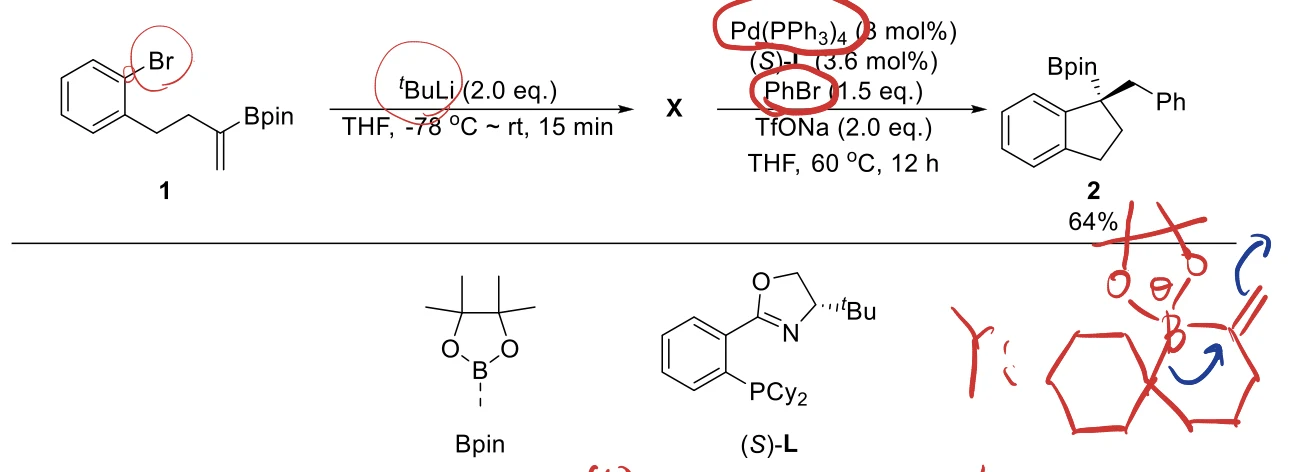 Br
Bpin
1
ᵗBuLi (2.0 eq.)
THF, -78 ºC ~ rt, 15 min
X
Pd(PPh₃)₄ (3 mol%)
(S)-L (3.6 mol%)
PhBr (1.5 eq.)
TfONa (2.0 eq.)
THF, 60 ºC, 12 h
Bpin
Ph
2
64%
O
O
B
Bpin
O
N
ᵗBu
PCy₂
(S)-L
O
O
⊖
B